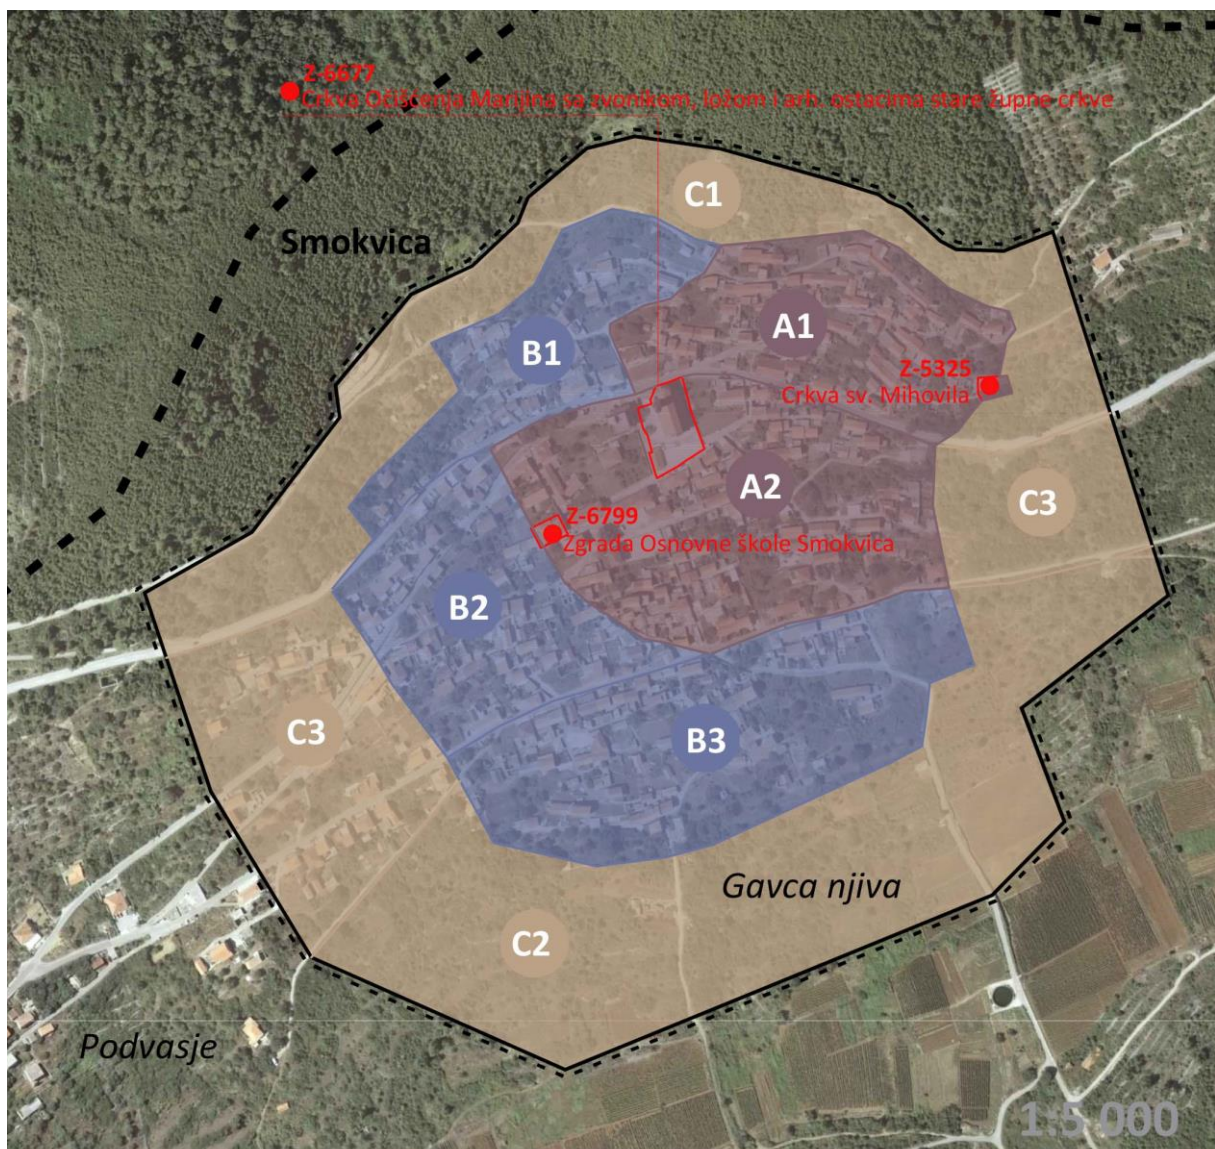 Z-6677
Crkva Očišćenja Marijina sa zvonikom, ložom i arh. ostacima stare župne crkve
C1
Smokvica
A1
B1
Z-5325
Crkva sv. Mihovila
A2
C3
Z-6799
Zgrada Osnovne škole Smokvica
B2
C3
B3
Gavca njiva
C2
Podvasje
1:5 000